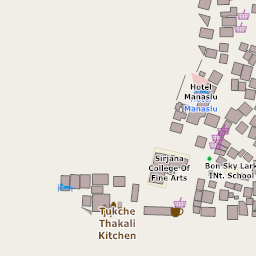 Hotel
Manaslu
Manaslu
Sirjana
College Of
Fine Arts
Bon Sky Lark
INt. School
Tukche
Thakali
Kitchen